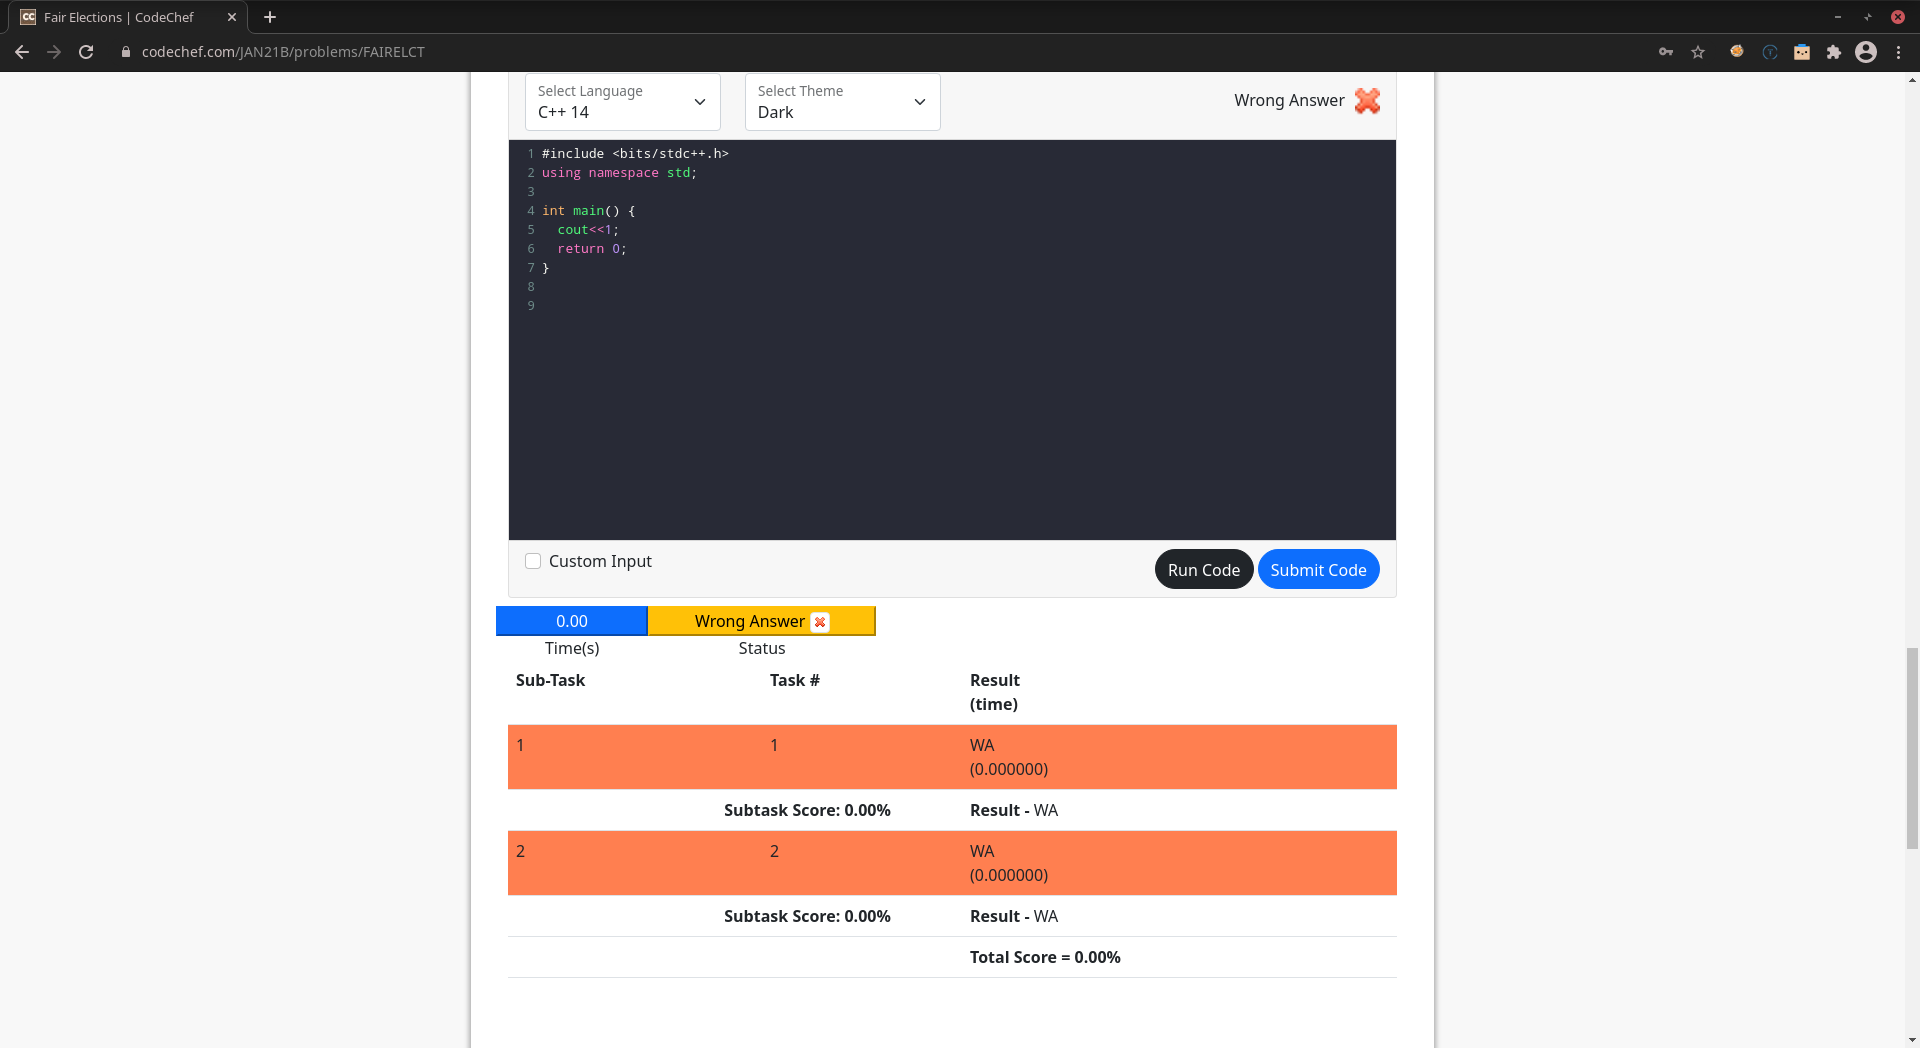 Fair Elections | CodeChef
codechef.com/JAN21B/problems/FAIRELCT
Select Language
C++ 14
Select Theme
Dark
Wrong Answer
1 #include <bits/stdc++.h>
2 using namespace std;
3
4 int main() {
5 cout<<1;
6 return 0;
7 }
8
9
Custom Input
Run Code
Submit Code
0.00
Wrong Answer
Time(s)
Status
Sub-Task Task # Result
(time)
1 1 WA
(0.000000)
Subtask Score: 0.00% Result - WA
2 2 WA
(0.000000)
Subtask Score: 0.00% Result - WA
Total Score = 0.00%